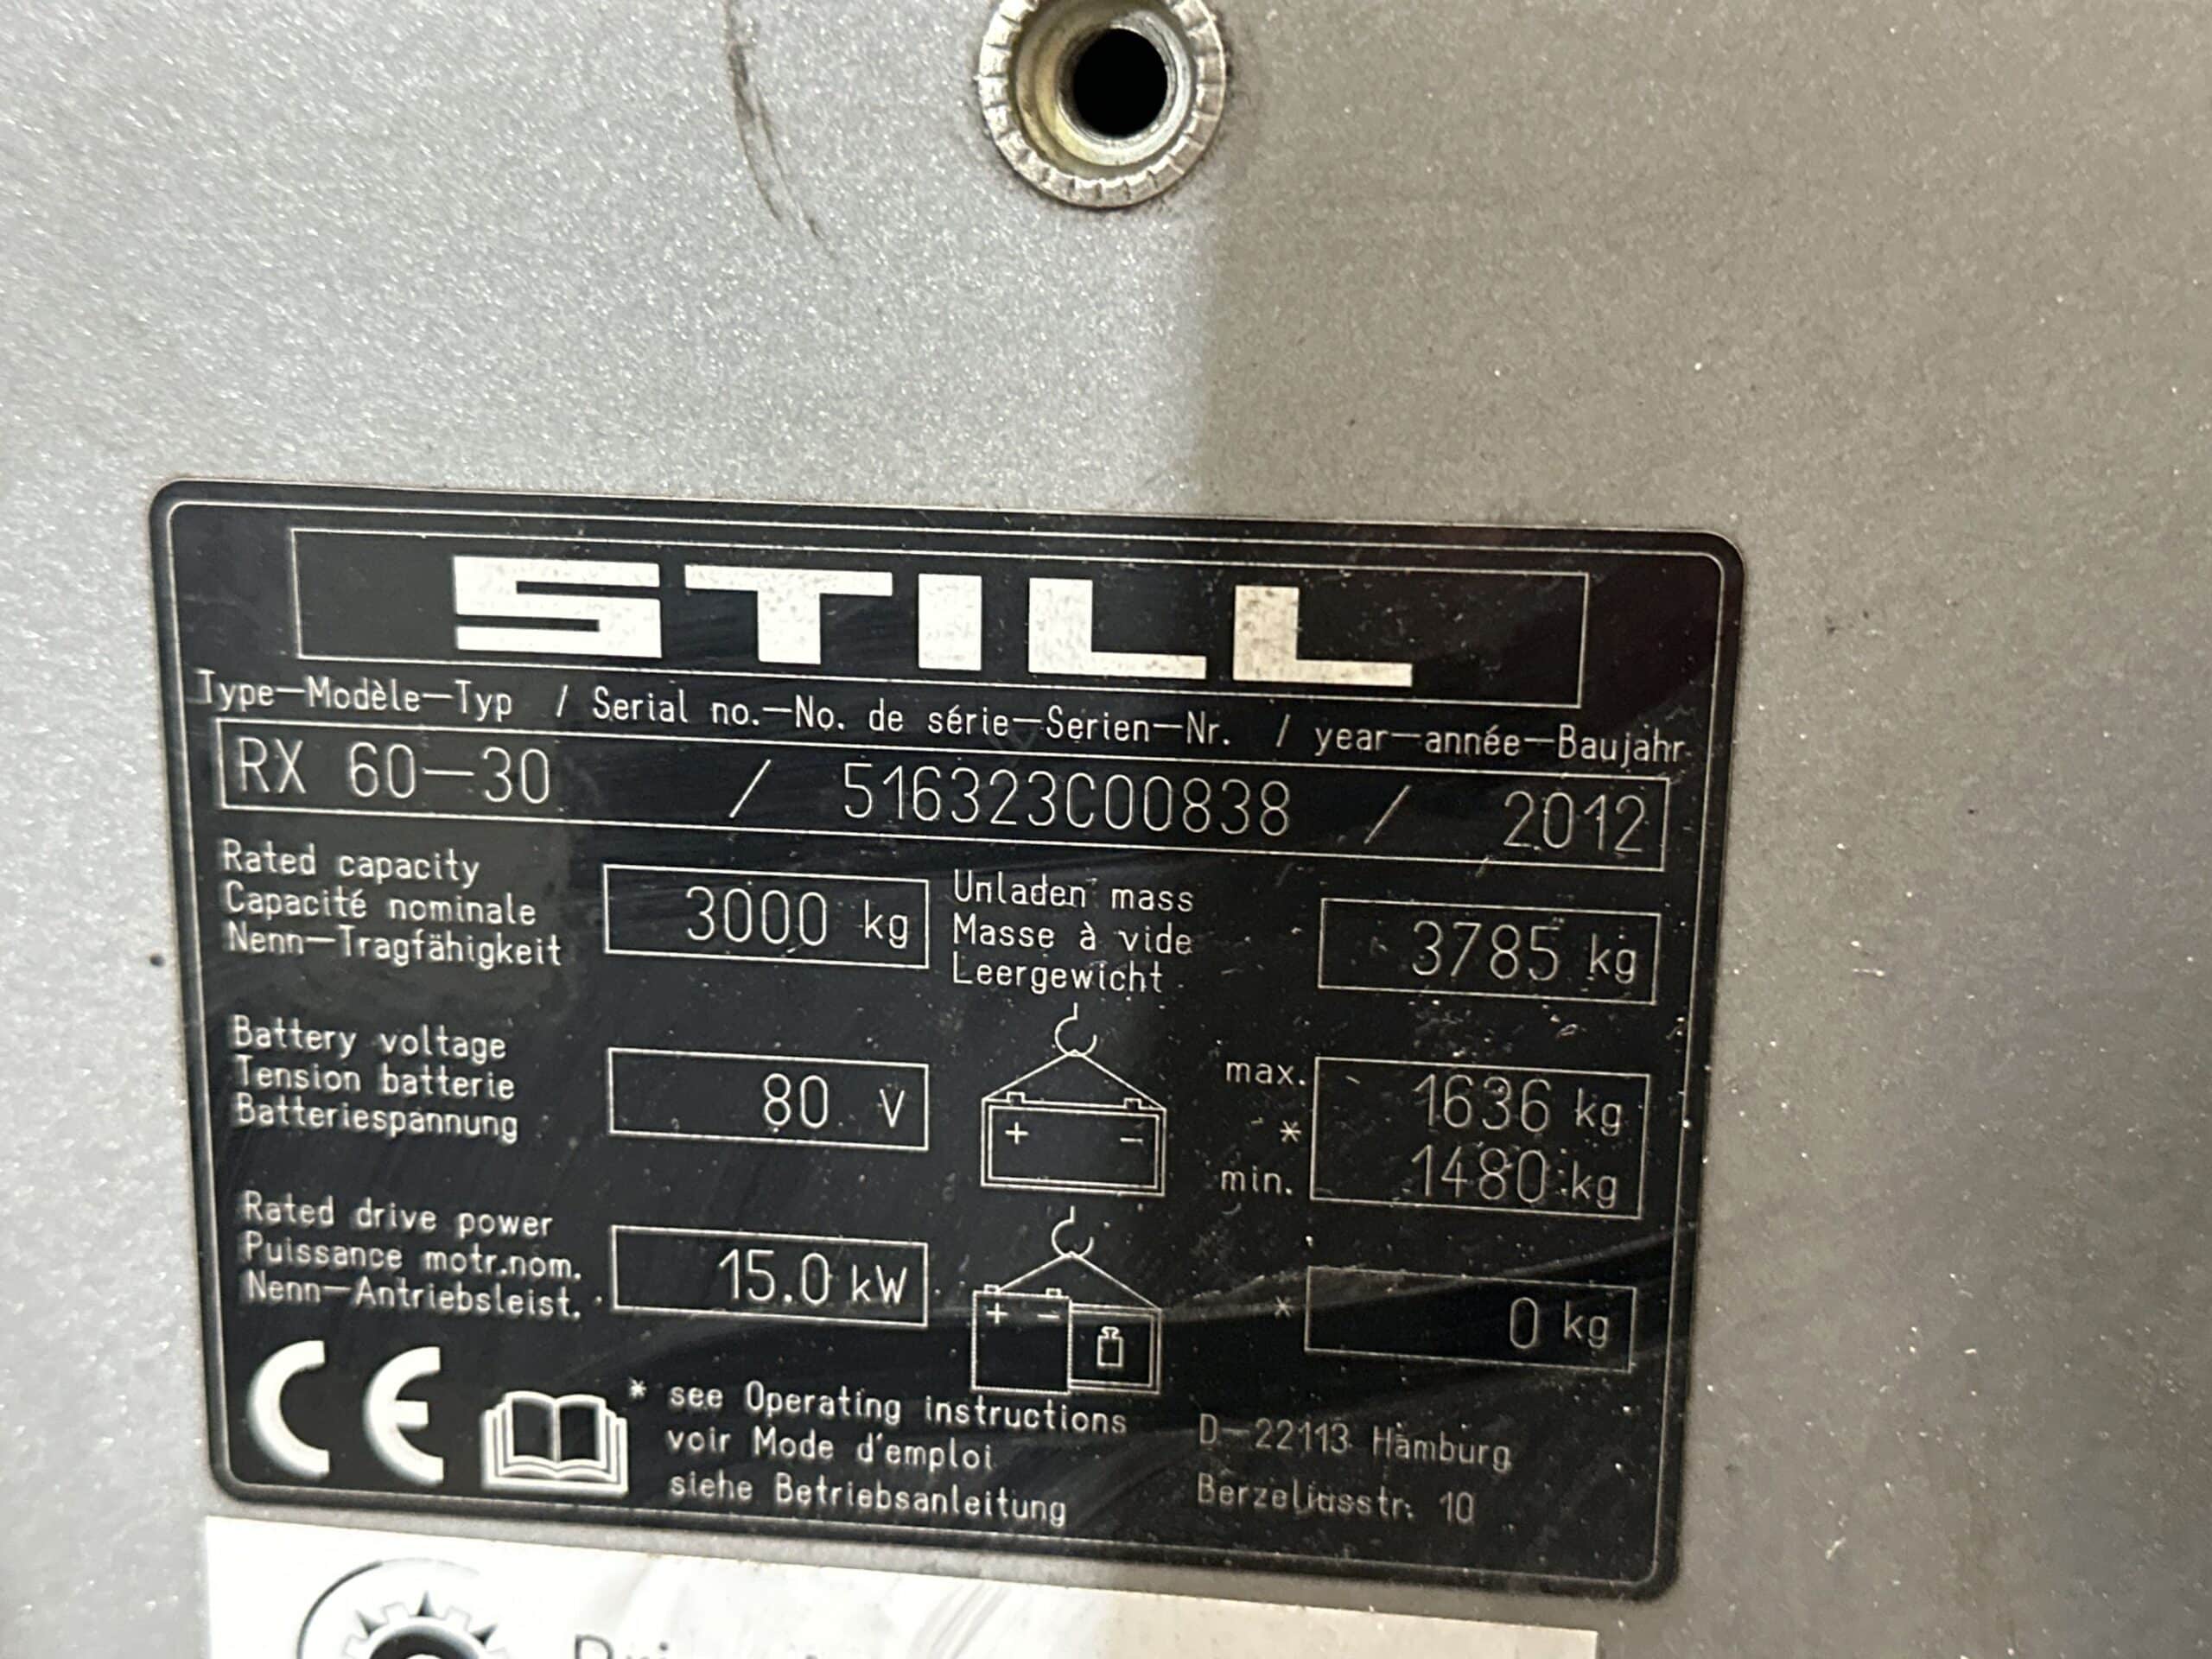 STILL
Type-Modèle-Typ / Serial no.-No. de série-Serien-Nr. / year-année-Baujahr
RX 60-30 / 516323C00838 / 2012
Rated capacity
Capacité nominale
Nenn-Tragfähigkeit
3000 kg
Unladen mass
Masse à vide
Leergewicht
3785 kg
Battery voltage
Tension batterie
Batteriespannung
80 V
+ -
max. 1636 kg
*
min. 1480 kg
Rated drive power
Puissance motr.nom.
Nenn-Antriebsleist.
15.0 kW
+ -
* 0 kg
CE
* see Operating instructions
voir Mode d'emploi
siehe Betriebsanleitung
D-22113 Hamburg
Berzeliusstr. 10